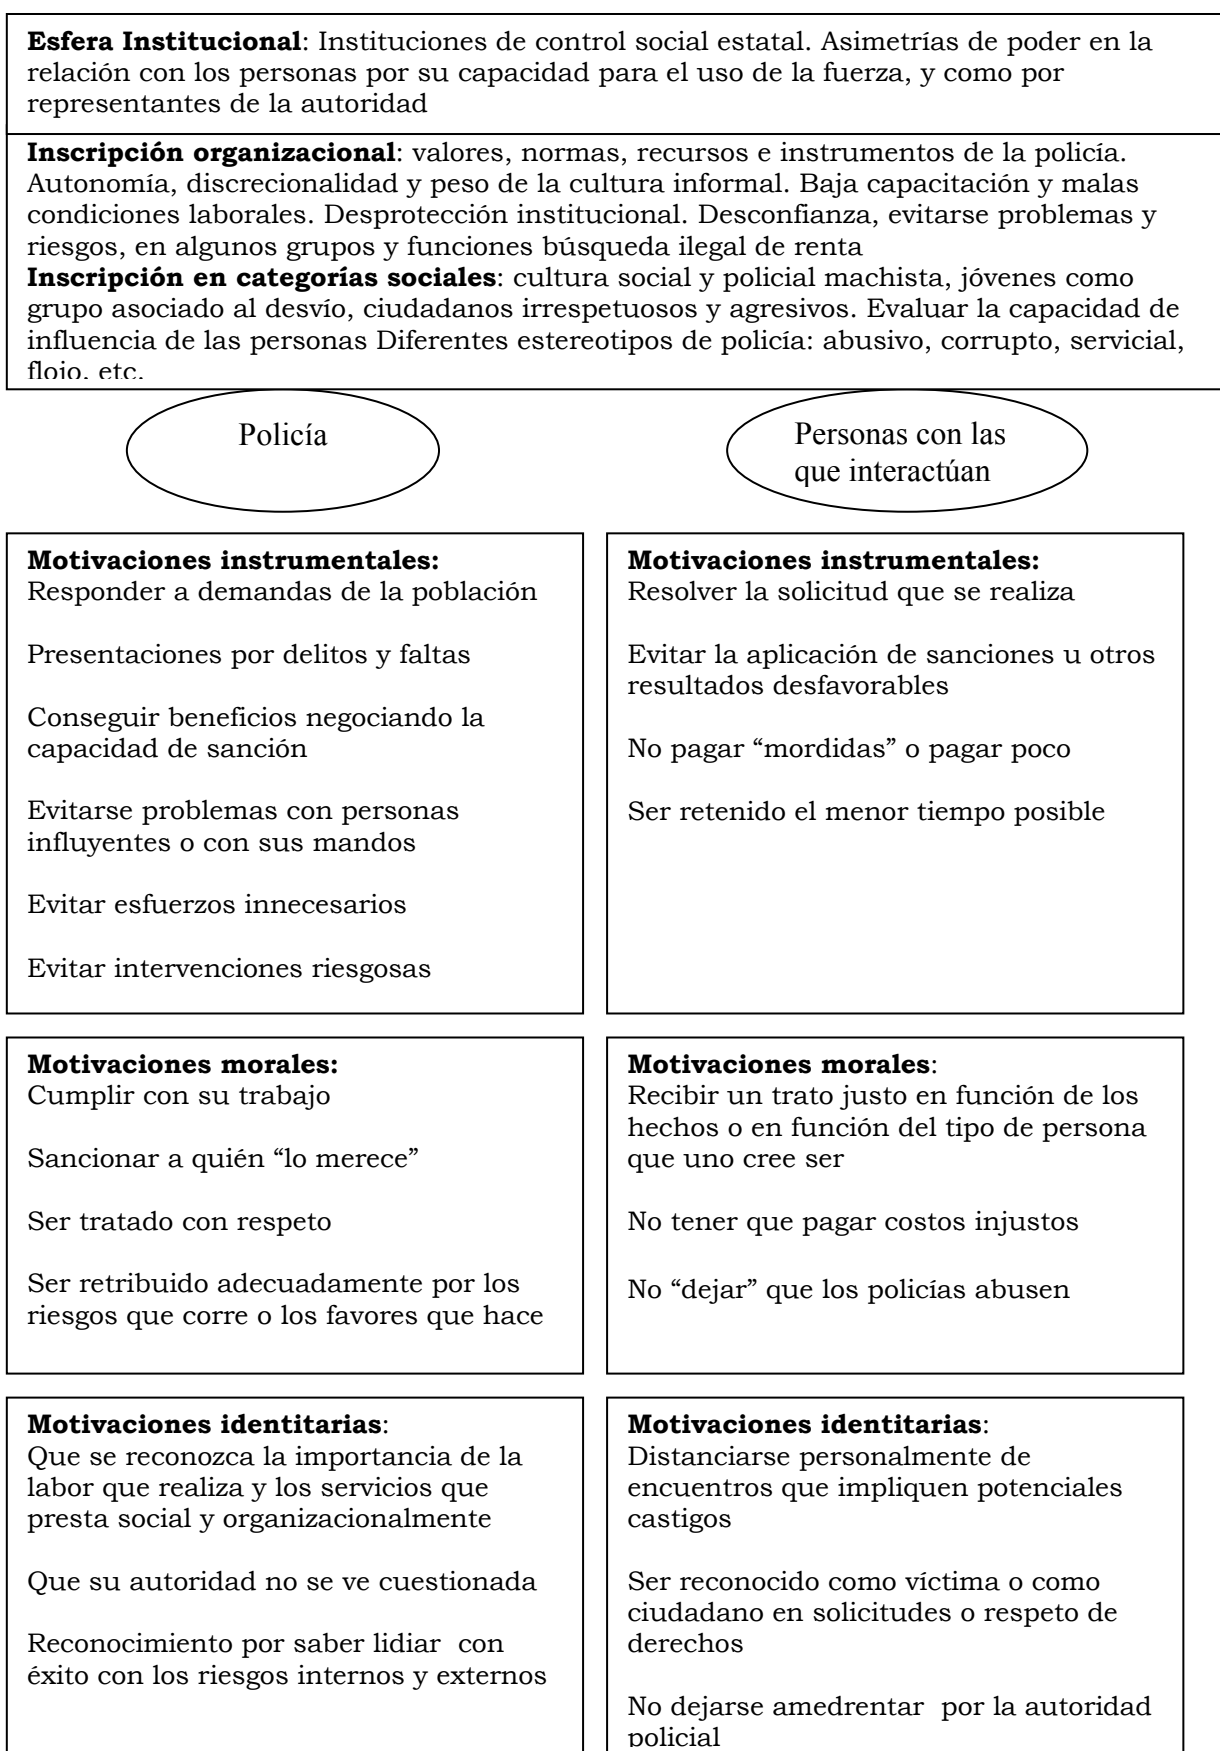 Esfera Institucional: Instituciones de control social estatal. Asimetrías de poder en la
relación con los personas por su capacidad para el uso de la fuerza, y como por
representantes de la autoridad
Inscripción organizacional: valores, normas, recursos e instrumentos de la policía.
Autonomía, discrecionalidad y peso de la cultura informal. Baja capacitación y malas
condiciones laborales. Desprotección institucional. Desconfianza, evitarse problemas y
riesgos, en algunos grupos y funciones búsqueda ilegal de renta
Inscripción en categorías sociales: cultura social y policial machista, jóvenes como
grupo asociado al desvío, ciudadanos irrespetuosos y agresivos. Evaluar la capacidad de
influencia de las personas Diferentes estereotipos de policía: abusivo, corrupto, servicial,
flojo, etc.
Policía
Personas con las
que interactúan
Motivaciones instrumentales:
Responder a demandas de la población
Presentaciones por delitos y faltas
Conseguir beneficios negociando la
capacidad de sanción
Evitarse problemas con personas
influyentes o con sus mandos
Evitar esfuerzos innecesarios
Evitar intervenciones riesgosas
Motivaciones instrumentales:
Resolver la solicitud que se realiza
Evitar la aplicación de sanciones u otros
resultados desfavorables
No pagar “mordidas” o pagar poco
Ser retenido el menor tiempo posible
Motivaciones morales:
Cumplir con su trabajo
Sancionar a quién “lo merece”
Ser tratado con respeto
Ser retribuido adecuadamente por los
riesgos que corre o los favores que hace
Motivaciones morales:
Recibir un trato justo en función de los
hechos o en función del tipo de persona
que uno cree ser
No tener que pagar costos injustos
No “dejar” que los policías abusen
Motivaciones identitarias:
Que se reconozca la importancia de la
labor que realiza y los servicios que
presta social y organizacionalmente
Que su autoridad no se ve cuestionada
Reconocimiento por saber lidiar  con
éxito con los riesgos internos y externos
Motivaciones identitarias:
Distanciarse personalmente de
encuentros que impliquen potenciales
castigos
Ser reconocido como víctima o como
ciudadano en solicitudes o respeto de
derechos
No dejarse amedrentar  por la autoridad
policial